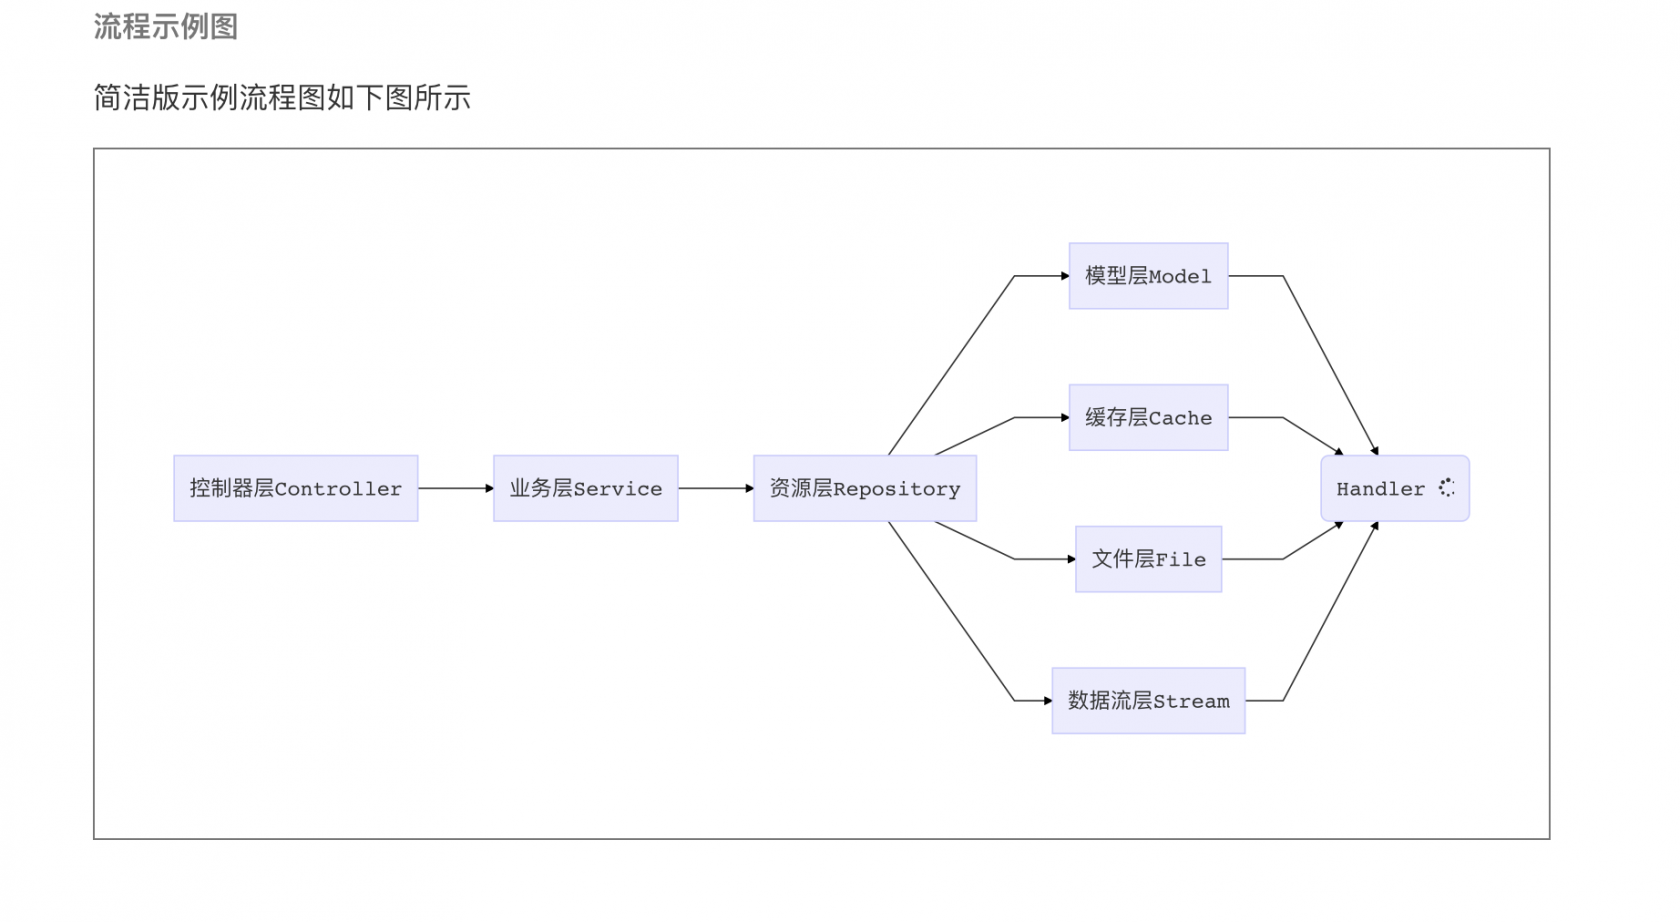 流程示例图
简洁版示例流程图如下图所示
模型层Model
缓存层Cache
控制器层Controller
业务层Service
资源层Repository
Handler
文件层File
数据流层Stream